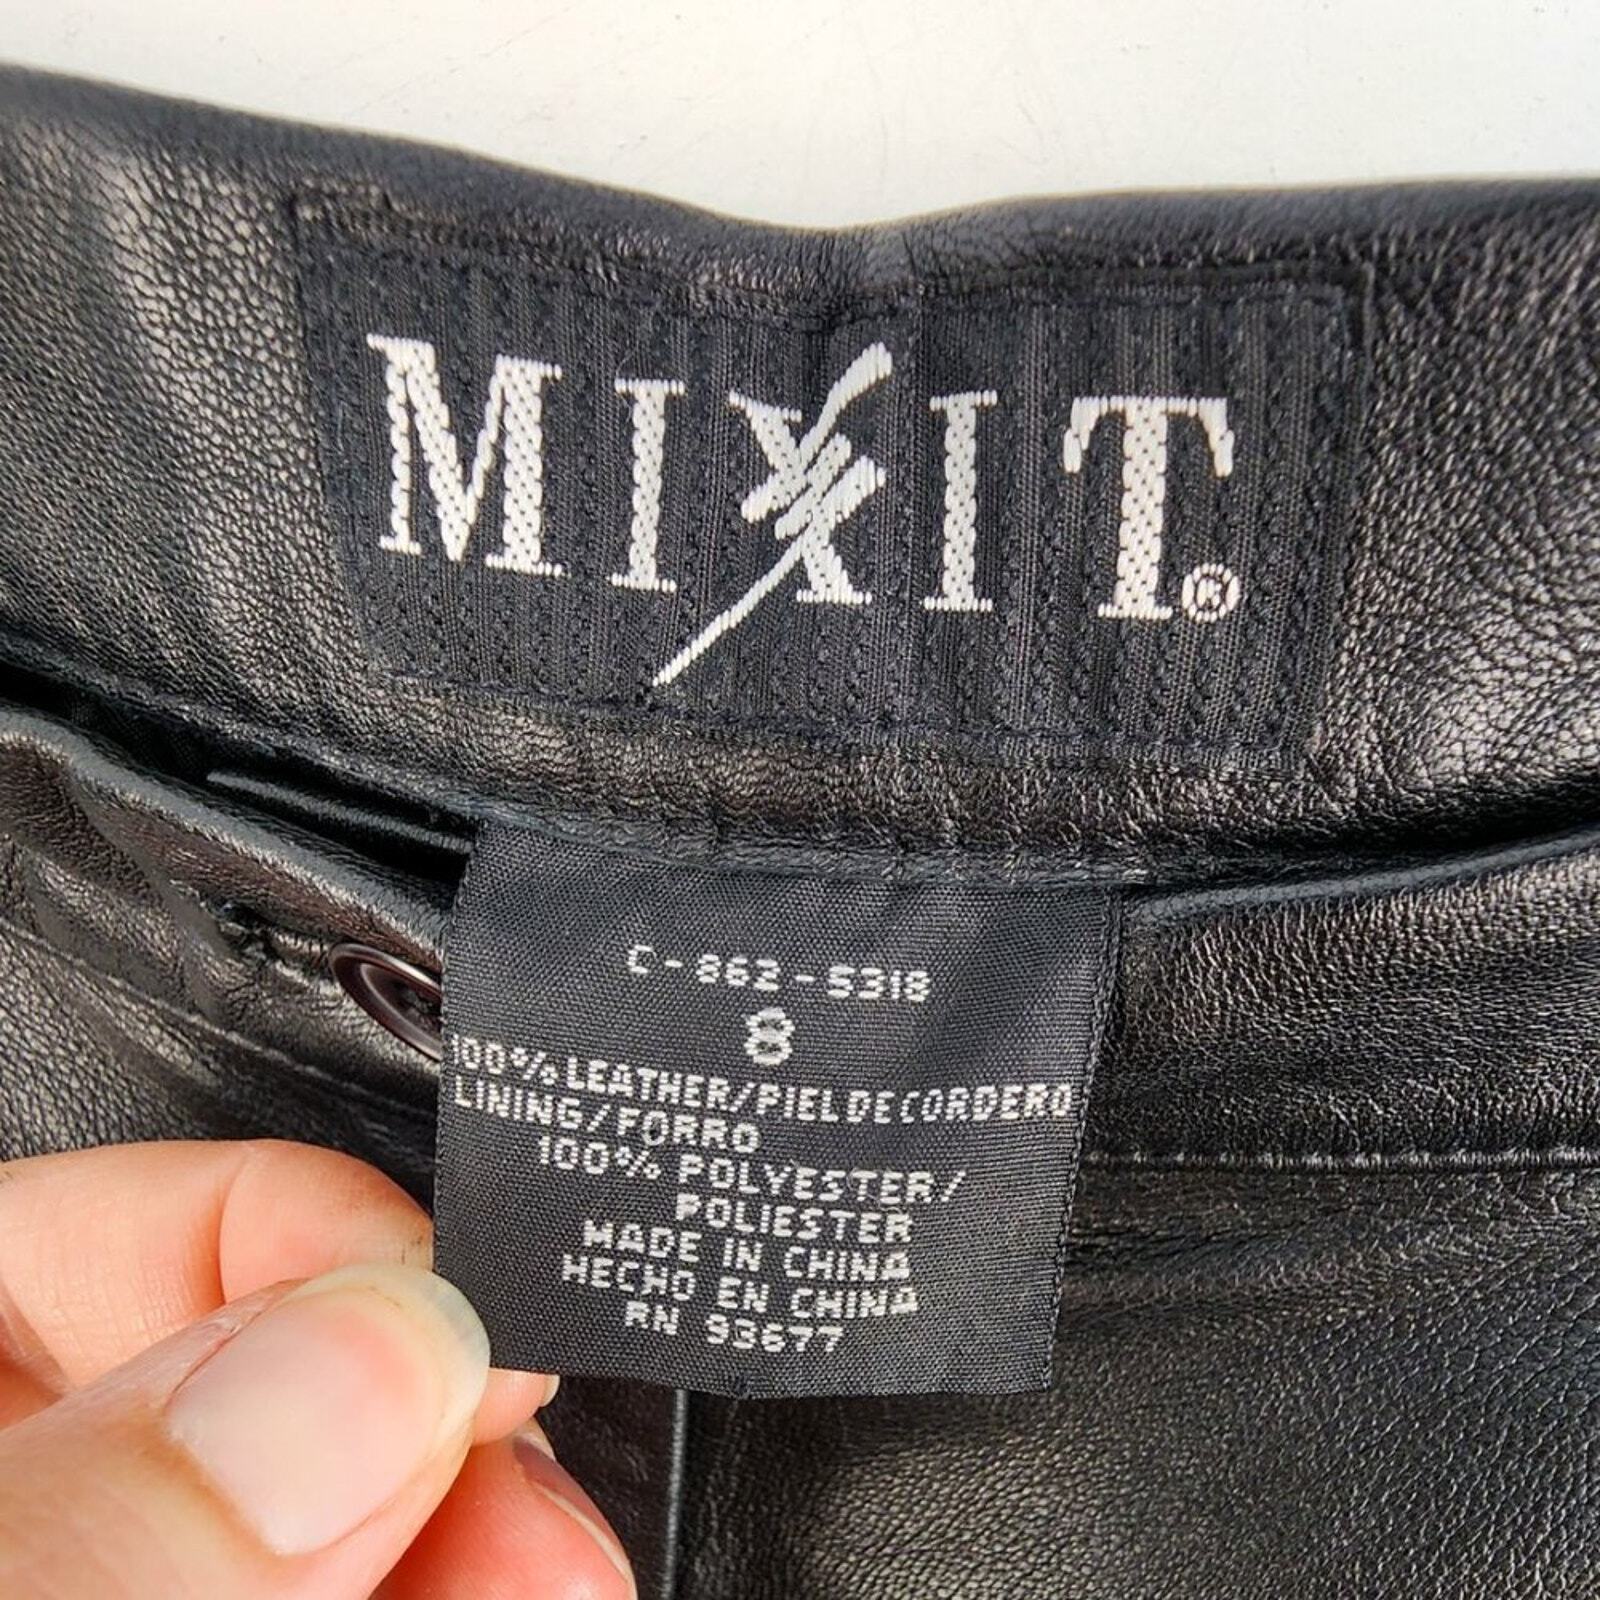 MIXIT®
C-862-5318
8
100% LEATHER/PIEL DE CORDERO
LINING/FORRO
100% POLYESTER/
POLIESTER
MADE IN CHINA
HECHO EN CHINA
RN 93677